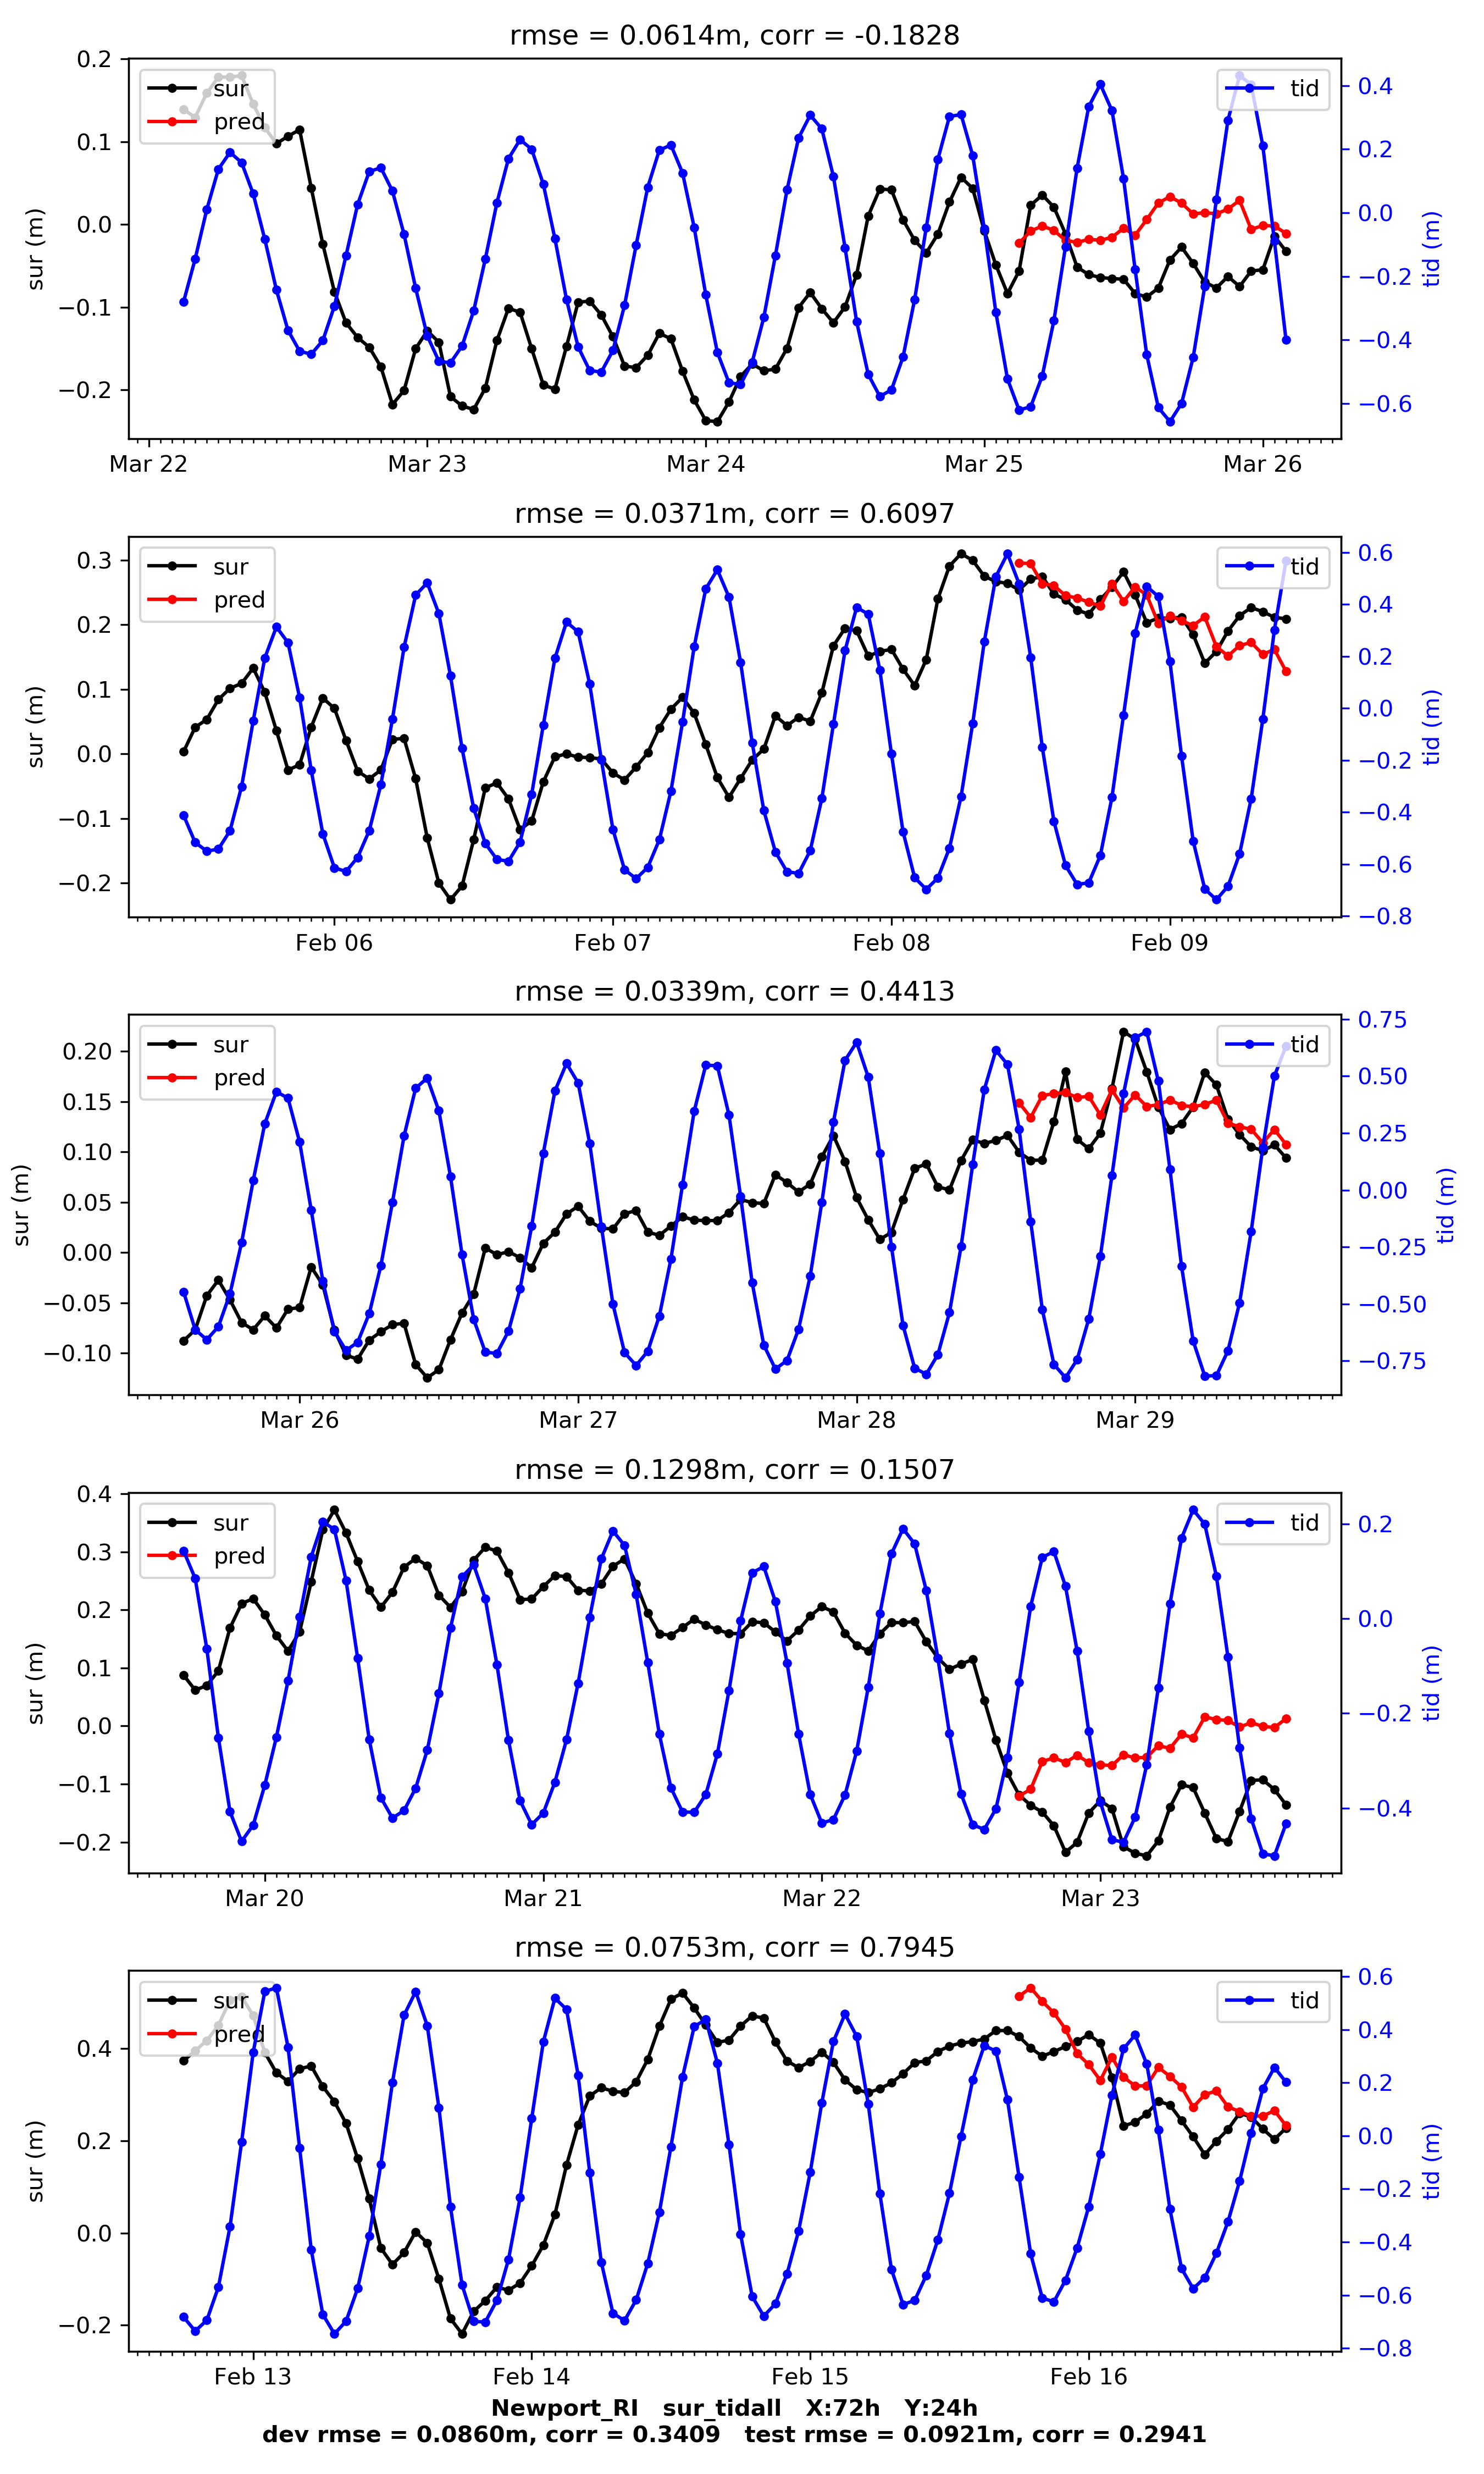 rmse = 0.0614m, corr = -0.1828
0.2
0.1
0.0
−0.1
−0.2
sur (m)
sur
pred
tid
0.4
0.2
0.0
−0.2
−0.4
−0.6
tid (m)
Mar 22 Mar 23 Mar 24 Mar 25 Mar 26
rmse = 0.0371m, corr = 0.6097
0.3
0.2
0.1
0.0
−0.1
−0.2
sur (m)
sur
pred
tid
0.6
0.4
0.2
0.0
−0.2
−0.4
−0.6
−0.8
tid (m)
Feb 06 Feb 07 Feb 08 Feb 09
rmse = 0.0339m, corr = 0.4413
0.20
0.15
0.10
0.05
0.00
−0.05
−0.10
sur (m)
sur
pred
tid
0.75
0.50
0.25
0.00
−0.25
−0.50
−0.75
tid (m)
Mar 26 Mar 27 Mar 28 Mar 29
rmse = 0.1298m, corr = 0.1507
0.4
0.3
0.2
0.1
0.0
−0.1
−0.2
sur (m)
sur
pred
tid
0.2
0.0
−0.2
−0.4
tid (m)
Mar 20 Mar 21 Mar 22 Mar 23
rmse = 0.0753m, corr = 0.7945
0.4
0.2
0.0
−0.2
sur (m)
sur
pred
tid
0.6
0.4
0.2
0.0
−0.2
−0.4
−0.6
−0.8
tid (m)
Feb 13 Feb 14 Feb 15 Feb 16
Newport_RI sur_tidall X:72h Y:24h
dev rmse = 0.0860m, corr = 0.3409 test rmse = 0.0921m, corr = 0.2941